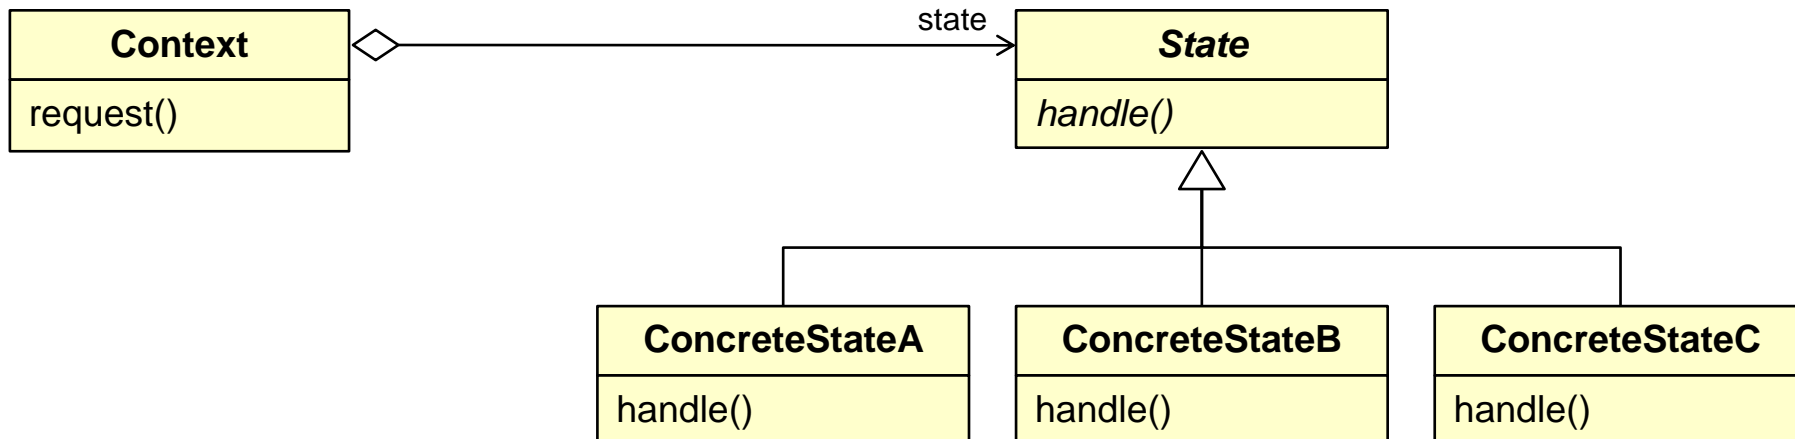 Context
request()
state
State
handle()
ConcreteStateA
handle()
ConcreteStateB
handle()
ConcreteStateC
handle()